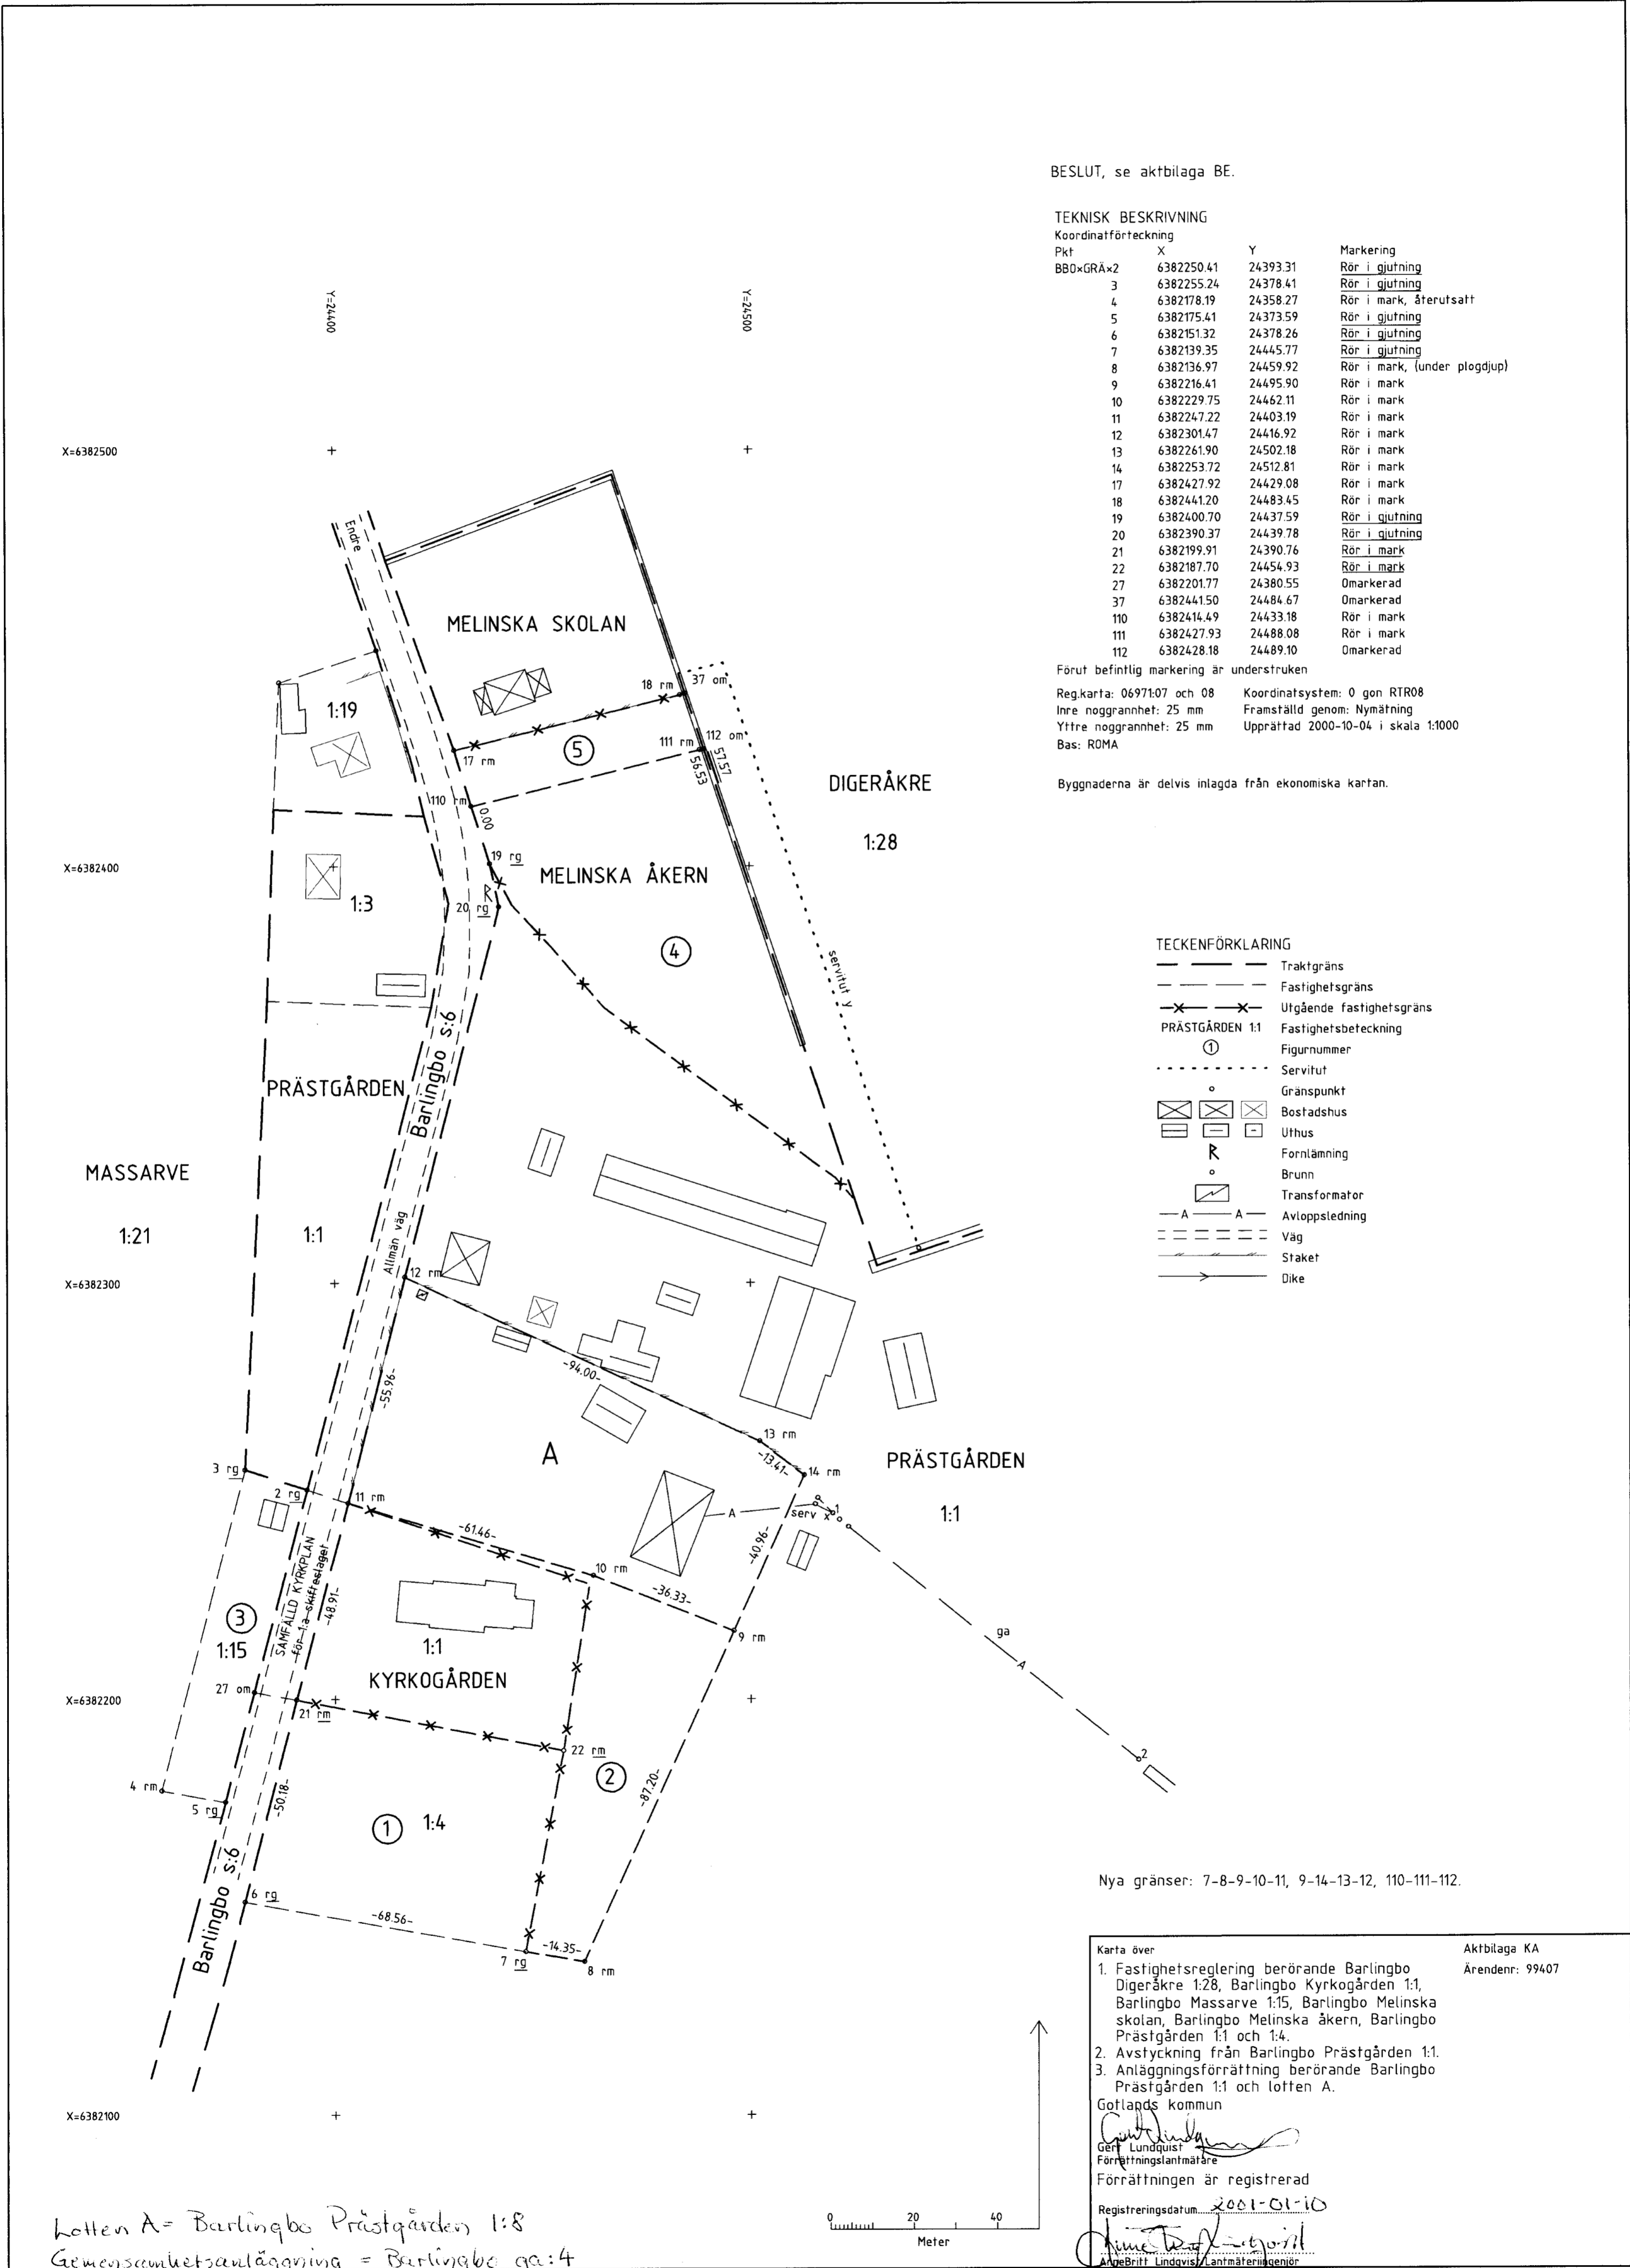 BESLUT, se aktbilaga BE.
TEKNISK BESKRIVNING
Koordinatförteckning
Pkt X Y Markering
BBO×GRÄ×2 6382250.41 24393.31 Rör i gjutning
3 6382255.24 24378.41 Rör i gjutning
4 6382178.19 24358.27 Rör i mark, återutsatt
5 6382175.41 24373.59 Rör i gjutning
6 6382151.32 24378.26 Rör i gjutning
7 6382139.35 24445.77 Rör i gjutning
8 6382136.97 24459.92 Rör i mark, (under plogdjup)
9 6382216.41 24495.90 Rör i mark
10 6382229.75 24462.11 Rör i mark
11 6382247.22 24403.19 Rör i mark
12 6382301.47 24416.92 Rör i mark
13 6382261.90 24502.18 Rör i mark
14 6382253.72 24512.81 Rör i mark
17 6382427.92 24429.08 Rör i mark
18 6382441.20 24483.45 Rör i mark
19 6382400.70 24437.59 Rör i gjutning
20 6382390.37 24439.78 Rör i gjutning
21 6382199.91 24390.76 Rör i mark
22 6382187.70 24454.93 Rör i mark
27 6382201.77 24380.55 Omarkerad
37 6382441.50 24484.67 Omarkerad
110 6382414.49 24433.18 Rör i mark
111 6382427.93 24488.08 Rör i mark
112 6382428.18 24489.10 Omarkerad
Förut befintlig markering är understruken
Reg.karta: 06971:07 och 08 Koordinatsystem: 0 gon RTR08
Inre noggrannhet: 25 mm Framställd genom: Nymätning
Yttre noggrannhet: 25 mm Upprättad 2000-10-04 i skala 1:1000
Bas: ROMA
Byggnaderna är delvis inlagda från ekonomiska kartan.
Y=24400
Y=24500
X=6382500
Endre
MELINSKA SKOLAN
18 rm
37 om
1:19
5
17 rm
111 rm
112 om
57.57
56.53
DIGERÅKRE
1:28
110 rm
0.00
X=6382400
19 rg
MELINSKA ÅKERN
R
20 rg
1:3
4
servitut y
TECKENFÖRKLARING
Traktgräns
Fastighetsgräns
Utgående fastighetsgräns
PRÄSTGÅRDEN 1:1 Fastighetsbeteckning
1 Figurnummer
Servitut
Gränspunkt
Bostadshus
Uthus
R Fornlämning
Brunn
Transformator
A A Avloppsledning
Väg
Staket
Dike
Barlingbo s:6
PRÄSTGÅRDEN
MASSARVE
1:21
1:1
Allmän väg
12 rm
X=6382300
-55.96-
-94.00-
13 rm
-13.41-
14 rm
A
PRÄSTGÅRDEN
1:1
3 rg
2 rg
11 rm
A
serv x
1
-61.46-
-40.96-
10 rm
-36.33-
9 rm
SAMFÄLLD KYRKPLAN
för 1:a skifteslaget
-48.91-
3
1:15
1:1
KYRKOGÅRDEN
ga
A
27 om
X=6382200
21 rm
22 rm
2
2
4 rm
5 rg
-50.18-
-87.20-
1
1:4
Barlingbo s:6
6 rg
-68.56-
7 rg
-14.35-
8 rm
Nya gränser: 7-8-9-10-11, 9-14-13-12, 110-111-112.
Karta över
Aktbilaga KA
Ärendenr: 99407
1. Fastighetsreglering berörande Barlingbo
Digeråkre 1:28, Barlingbo Kyrkogården 1:1,
Barlingbo Massarve 1:15, Barlingbo Melinska
skolan, Barlingbo Melinska åkern, Barlingbo
Prästgården 1:1 och 1:4.
2. Avstyckning från Barlingbo Prästgården 1:1.
3. Anläggningsförrättning berörande Barlingbo
Prästgården 1:1 och lotten A.
Gotlands kommun
Gert Lundquist
Förrättningslantmätare
Förrättningen är registrerad
Registreringsdatum 2001-01-10
AngeBritt Lindqvist/Lantmäteriingenjör
X=6382100
0 20 40
Meter
Lotten A = Barlingbo Prästgården 1:8
Gemensamhetsanläggning = Barlingbo ga:4